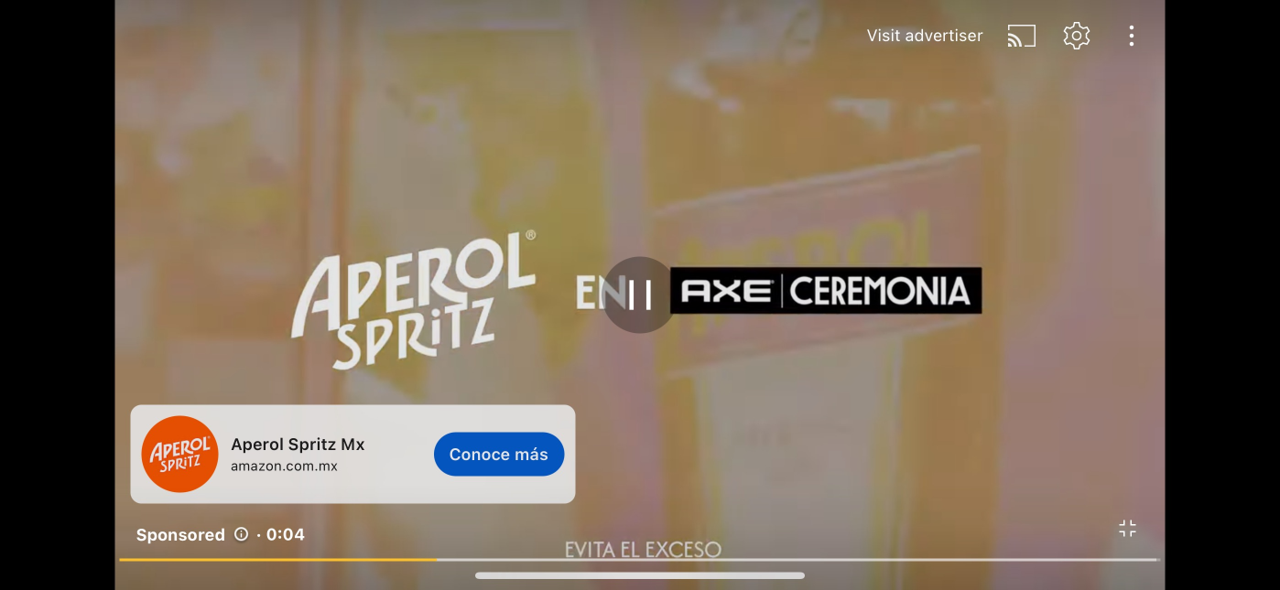 Visit advertiser
APEROL®
SPRiTZ
EN
AXE | CEREMONIA
APEROL
APEROL
SPRiTZ
Aperol Spritz Mx
amazon.com.mx
Conoce más
Sponsored · 0:04
EVITA EL EXCESO